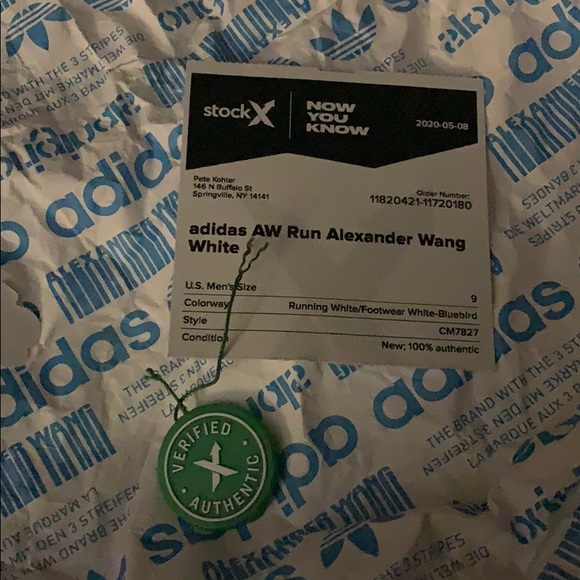 stockX
NOW
YOU
KNOW
2020-05-08
Pete Kohler
146 N Buffalo St
Springville, NY 14141
Order Number:
11820421-11720180
adidas AW Run Alexander Wang
White
U.S. Men's Size 9
Colorway Running White/Footwear White-Bluebird
Style CM7827
Condition New; 100% authentic
VERIFIED
AUTHENTIC
adidas
ALEXANDER WANG
THE BRAND WITH THE 3 STRIPES
DIE WELTMARKE MIT DEN 3 STREIFEN
LA MARQUE AUX 3 BANDES